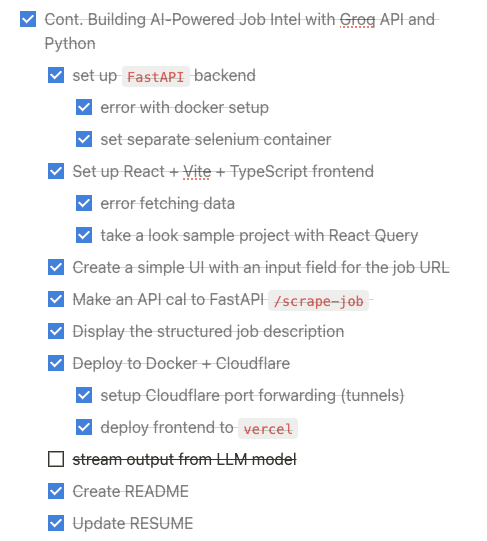 Cont. Building AI-Powered Job Intel with Groq API and
Python
set up FastAPI backend
error with docker setup
set separate selenium container
Set up React + Vite + TypeScript frontend
error fetching data
take a look sample project with React Query
Create a simple UI with an input field for the job URL
Make an API cal to FastAPI /scrape-job
Display the structured job description
Deploy to Docker + Cloudflare
setup Cloudflare port forwarding (tunnels)
deploy frontend to vercel
stream output from LLM model
Create README
Update RESUME